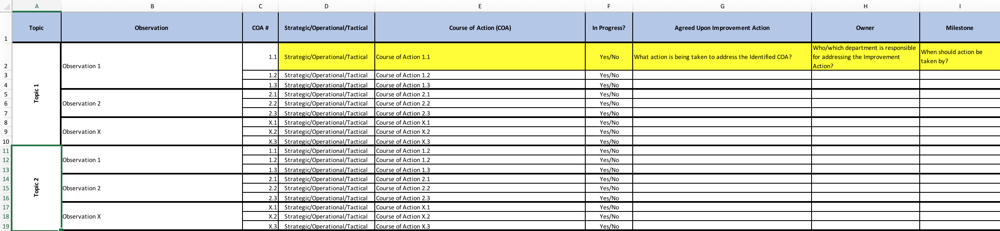 A B C D E F G H I
1 Topic Observation COA # Strategic/Operational/Tactical Course of Action (COA) In Progress? Agreed Upon Improvement Action Owner Milestone
2 Topic 1 Observation 1 1.1 Strategic/Operational/Tactical Course of Action 1.1 Yes/No What action is being taken to address the Identified COA? Who/which department is responsible for addressing the Improvement Action? When should action be taken by?
3 1.2 Strategic/Operational/Tactical Course of Action 1.2 Yes/No
4 1.3 Strategic/Operational/Tactical Course of Action 1.3 Yes/No
5 2.1 Strategic/Operational/Tactical Course of Action 2.1 Yes/No
6 Observation 2 2.2 Strategic/Operational/Tactical Course of Action 2.2 Yes/No
7 2.3 Strategic/Operational/Tactical Course of Action 2.3 Yes/No
8 X.1 Strategic/Operational/Tactical Course of Action X.1 Yes/No
9 Observation X X.2 Strategic/Operational/Tactical Course of Action X.2 Yes/No
10 X.3 Strategic/Operational/Tactical Course of Action X.3 Yes/No
11 1.1 Strategic/Operational/Tactical Course of Action 1.2 Yes/No
12 Observation 1 1.2 Strategic/Operational/Tactical Course of Action 1.2 Yes/No
13 1.3 Strategic/Operational/Tactical Course of Action 1.3 Yes/No
14 2.1 Strategic/Operational/Tactical Course of Action 2.1 Yes/No
15 Topic 2 Observation 2 2.2 Strategic/Operational/Tactical Course of Action 2.2 Yes/No
16 2.3 Strategic/Operational/Tactical Course of Action 2.3 Yes/No
17 X.1 Strategic/Operational/Tactical Course of Action X.1 Yes/No
18 Observation X X.2 Strategic/Operational/Tactical Course of Action X.2 Yes/No
19 X.3 Strategic/Operational/Tactical Course of Action X.3 Yes/No